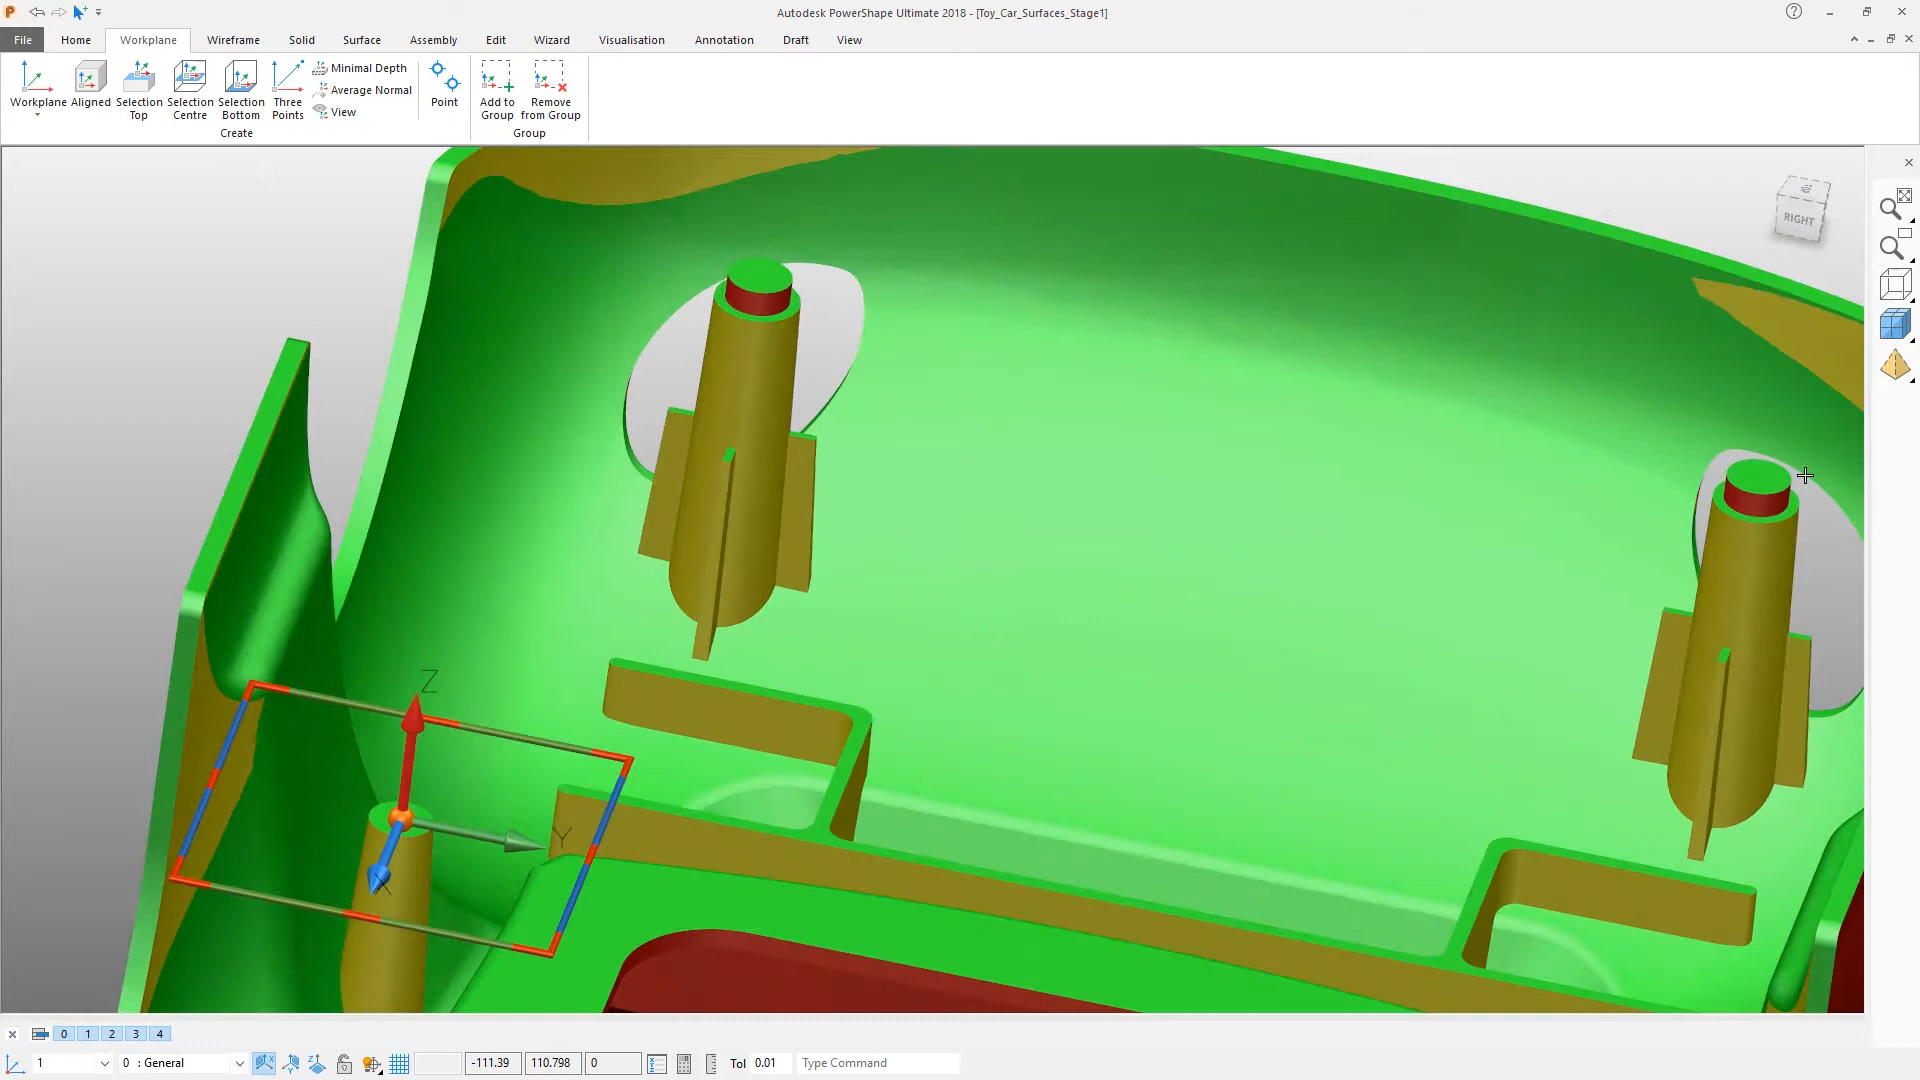 Autodesk PowerShape Ultimate 2018 - [Toy_Car_Surfaces_Stage1]
File Home Workplane Wireframe Solid Surface Assembly Edit Wizard Visualisation Annotation Draft View
Workplane Aligned Selection Top Selection Centre Selection Bottom Three Points Minimal Depth Average Normal View Point Add to Group Remove from Group
Create Group
RIGHT
Z
Y
X
0 1 2 3 4
1 0 : General -111.39 110.798 0 Tol 0.01 Type Command